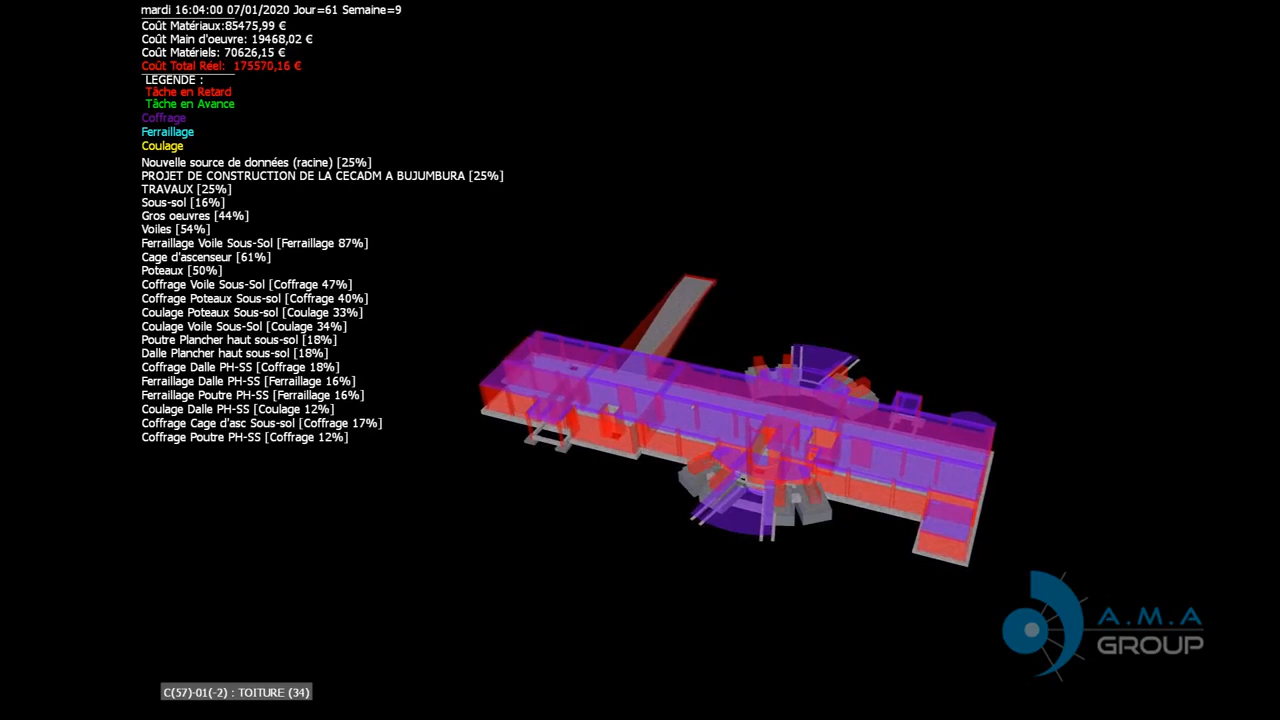 mardi 16:04:00 07/01/2020 Jour=61 Semaine=9
Coût Matériaux:85475,99 €
Coût Main d'oeuvre: 19468,02 €
Coût Matériels: 70626,15 €
Coût Total Réel: 175570,16 €
LEGENDE :
Tâche en Retard
Tâche en Avance
Coffrage
Ferraillage
Coulage
Nouvelle source de données (racine) [25%]
PROJET DE CONSTRUCTION DE LA CECADM A BUJUMBURA [25%]
TRAVAUX [25%]
Sous-sol [16%]
Gros oeuvres [44%]
Voiles [54%]
Ferraillage Voile Sous-Sol [Ferraillage 87%]
Cage d'ascenseur [61%]
Poteaux [50%]
Coffrage Voile Sous-Sol [Coffrage 47%]
Coffrage Poteaux Sous-sol [Coffrage 40%]
Coulage Poteaux Sous-sol [Coulage 33%]
Coulage Voile Sous-Sol [Coulage 34%]
Poutre Plancher haut sous-sol [18%]
Dalle Plancher haut sous-sol [18%]
Coffrage Dalle PH-SS [Coffrage 18%]
Ferraillage Dalle PH-SS [Ferraillage 16%]
Ferraillage Poutre PH-SS [Ferraillage 16%]
Coulage Dalle PH-SS [Coulage 12%]
Coffrage Cage d'asc Sous-sol [Coffrage 17%]
Coffrage Poutre PH-SS [Coffrage 12%]
A.M.A
GROUP
C(57)-01(-2) : TOITURE (34)